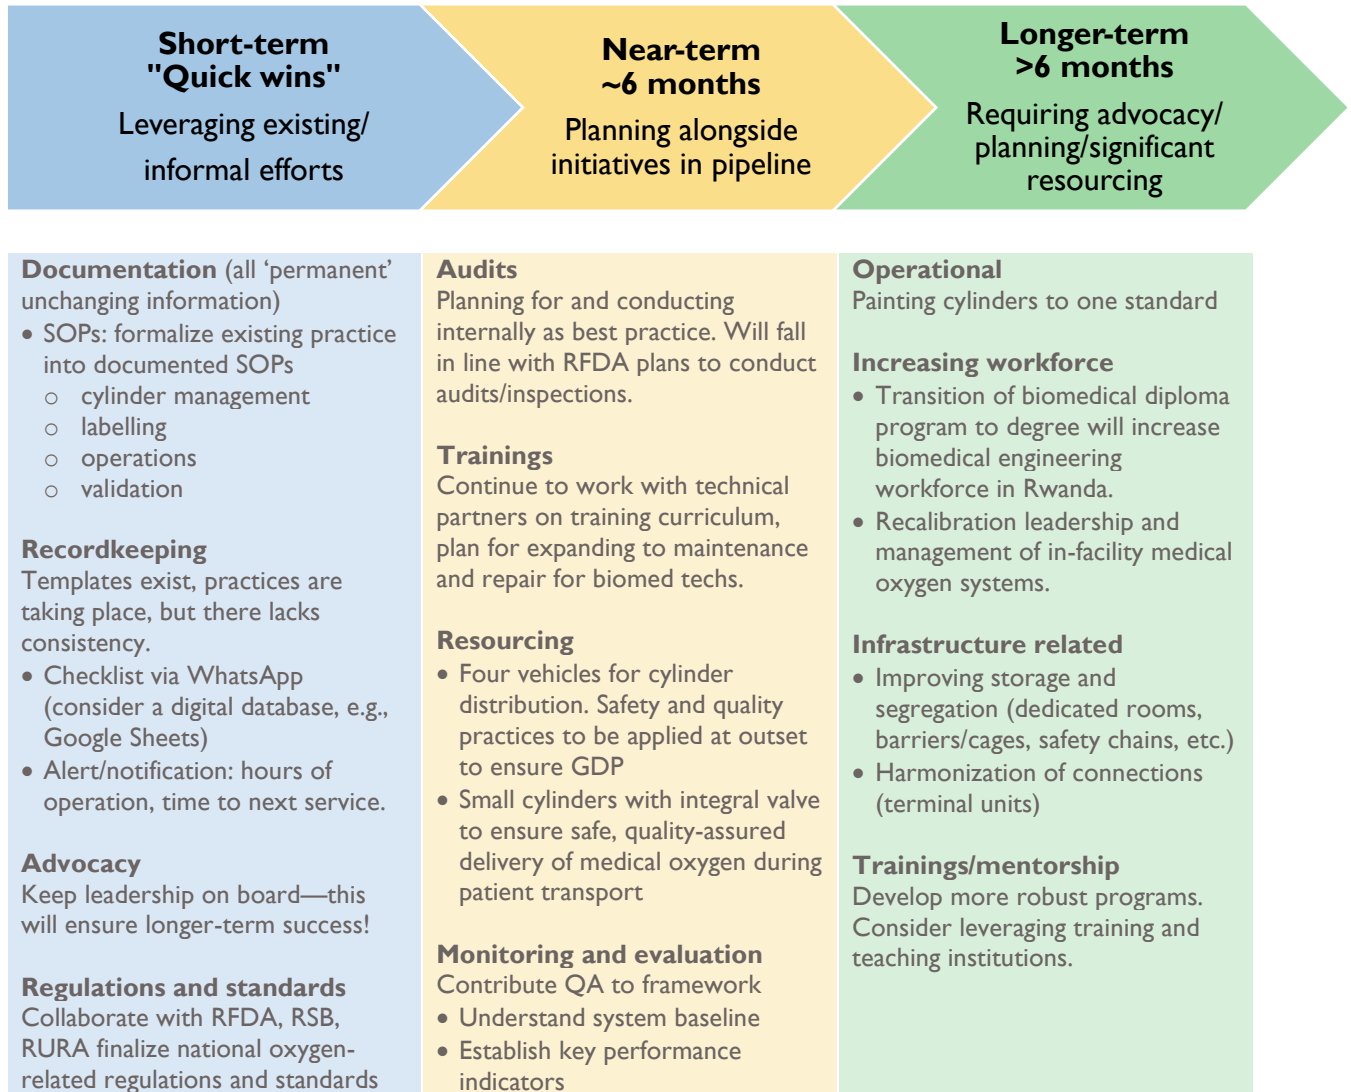 Short-term
"Quick wins"
Leveraging existing/
informal efforts
Near-term
~6 months
Planning alongside
initiatives in pipeline
Longer-term
>6 months
Requiring advocacy/
planning/significant
resourcing
Documentation (all ‘permanent’
unchanging information)
• SOPs: formalize existing practice
into documented SOPs
o cylinder management
o labelling
o operations
o validation
Recordkeeping
Templates exist, practices are
taking place, but there lacks
consistency.
• Checklist via WhatsApp
(consider a digital database, e.g.,
Google Sheets)
• Alert/notification: hours of
operation, time to next service.
Advocacy
Keep leadership on board—this
will ensure longer-term success!
Regulations and standards
Collaborate with RFDA, RSB,
RURA finalize national oxygen-
related regulations and standards
Audits
Planning for and conducting
internally as best practice. Will fall
in line with RFDA plans to conduct
audits/inspections.
Trainings
Continue to work with technical
partners on training curriculum,
plan for expanding to maintenance
and repair for biomed techs.
Resourcing
• Four vehicles for cylinder
distribution. Safety and quality
practices to be applied at outset
to ensure GDP
• Small cylinders with integral valve
to ensure safe, quality-assured
delivery of medical oxygen during
patient transport
Monitoring and evaluation
Contribute QA to framework
• Understand system baseline
• Establish key performance
indicators
Operational
Painting cylinders to one standard
Increasing workforce
• Transition of biomedical diploma
program to degree will increase
biomedical engineering
workforce in Rwanda.
• Recalibration leadership and
management of in-facility medical
oxygen systems.
Infrastructure related
• Improving storage and
segregation (dedicated rooms,
barriers/cages, safety chains, etc.)
• Harmonization of connections
(terminal units)
Trainings/mentorship
Develop more robust programs.
Consider leveraging training and
teaching institutions.